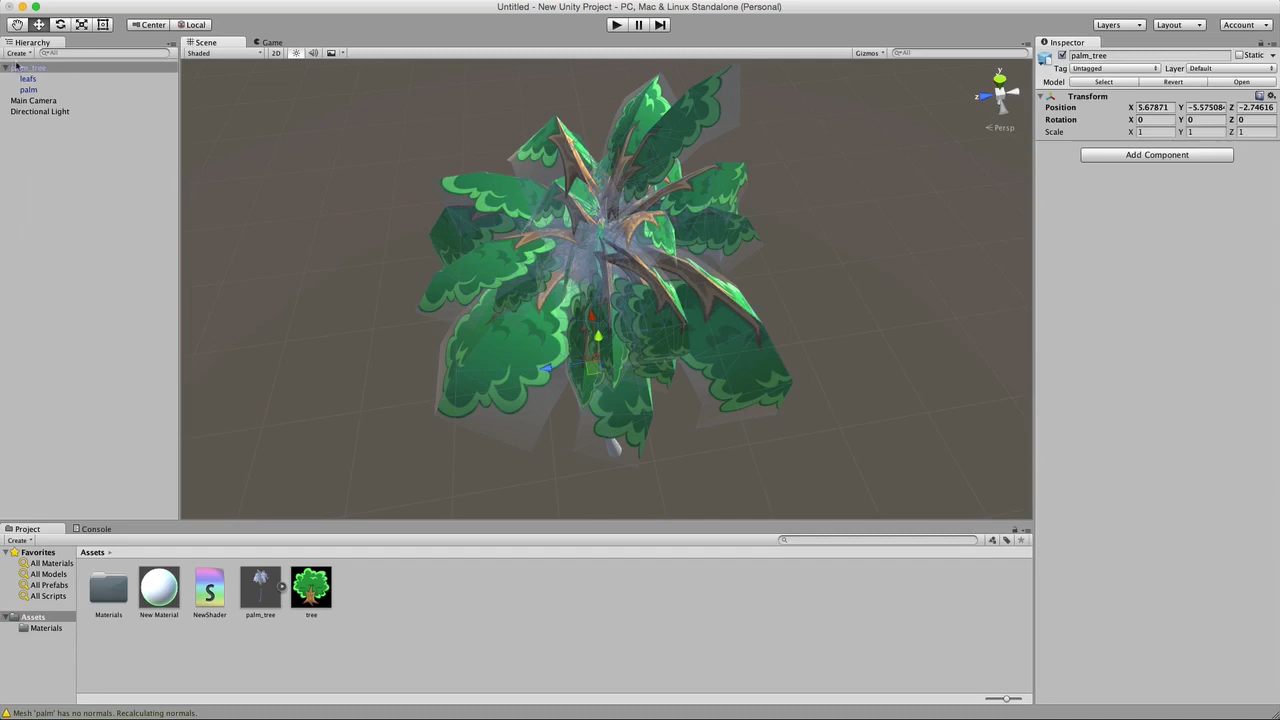 Untitled - New Unity Project - PC, Mac & Linux Standalone (Personal)
Center Local Layers Layout Account
Hierarchy Scene Game Inspector
Create All Shaded 2D Gizmos All palm_tree Static
palm_tree
Tag Untagged Layer Default
leafs
Model Select Revert Open
palm
Transform
Main Camera
Position X 5.67871 Y -5.57508 Z -2.74616
Directional Light
Rotation X 0 Y 0 Z 0
Scale X 1 Y 1 Z 1
Add Component
y
z
Persp
Project Console
Create
Favorites Assets
All Materials
All Models
All Prefabs
All Scripts
Assets
Materials
Materials New Material NewShader palm_tree tree
S
Mesh 'palm' has no normals. Recalculating normals.